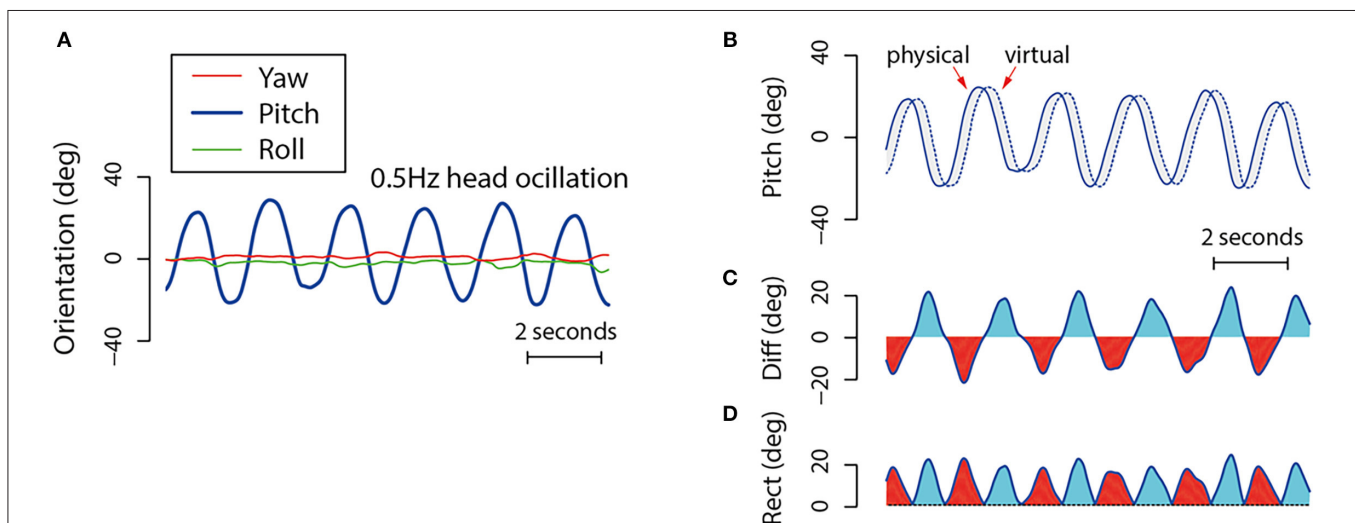 A
Yaw
Pitch
Roll
Orientation (deg)
40
0
−40
0.5Hz head ocillation
2 seconds
B
physical virtual
Pitch (deg)
40
0
−40
2 seconds
C
Diff (deg)
20
0
−20
D
Rect (deg)
20
0